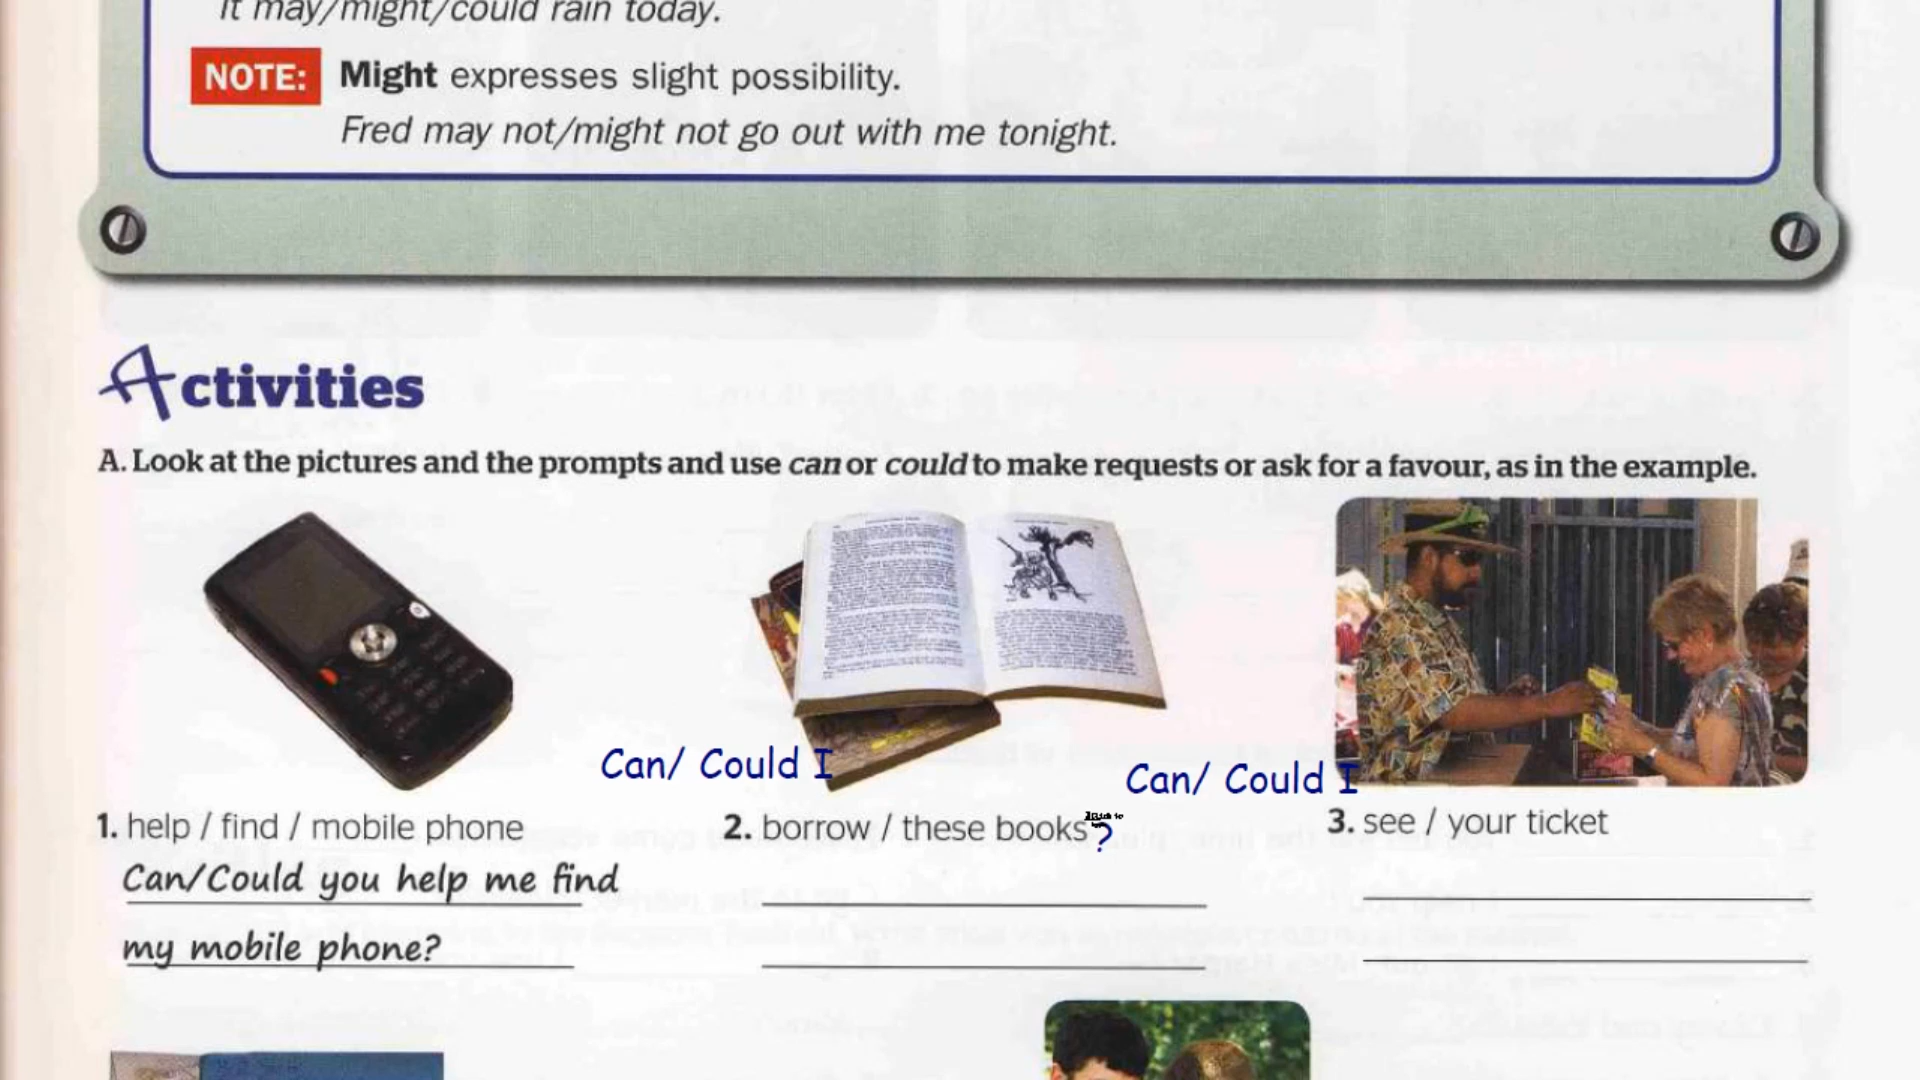 It may/might/could rain today.
NOTE: Might expresses slight possibility.
Fred may not/might not go out with me tonight.
Activities
A. Look at the pictures and the prompts and use can or could to make requests or ask for a favour, as in the example.
Can/ Could I
Can/ Could I
1. help / find / mobile phone
2. borrow / these books
?
3. see / your ticket
Can/Could you help me find
my mobile phone?